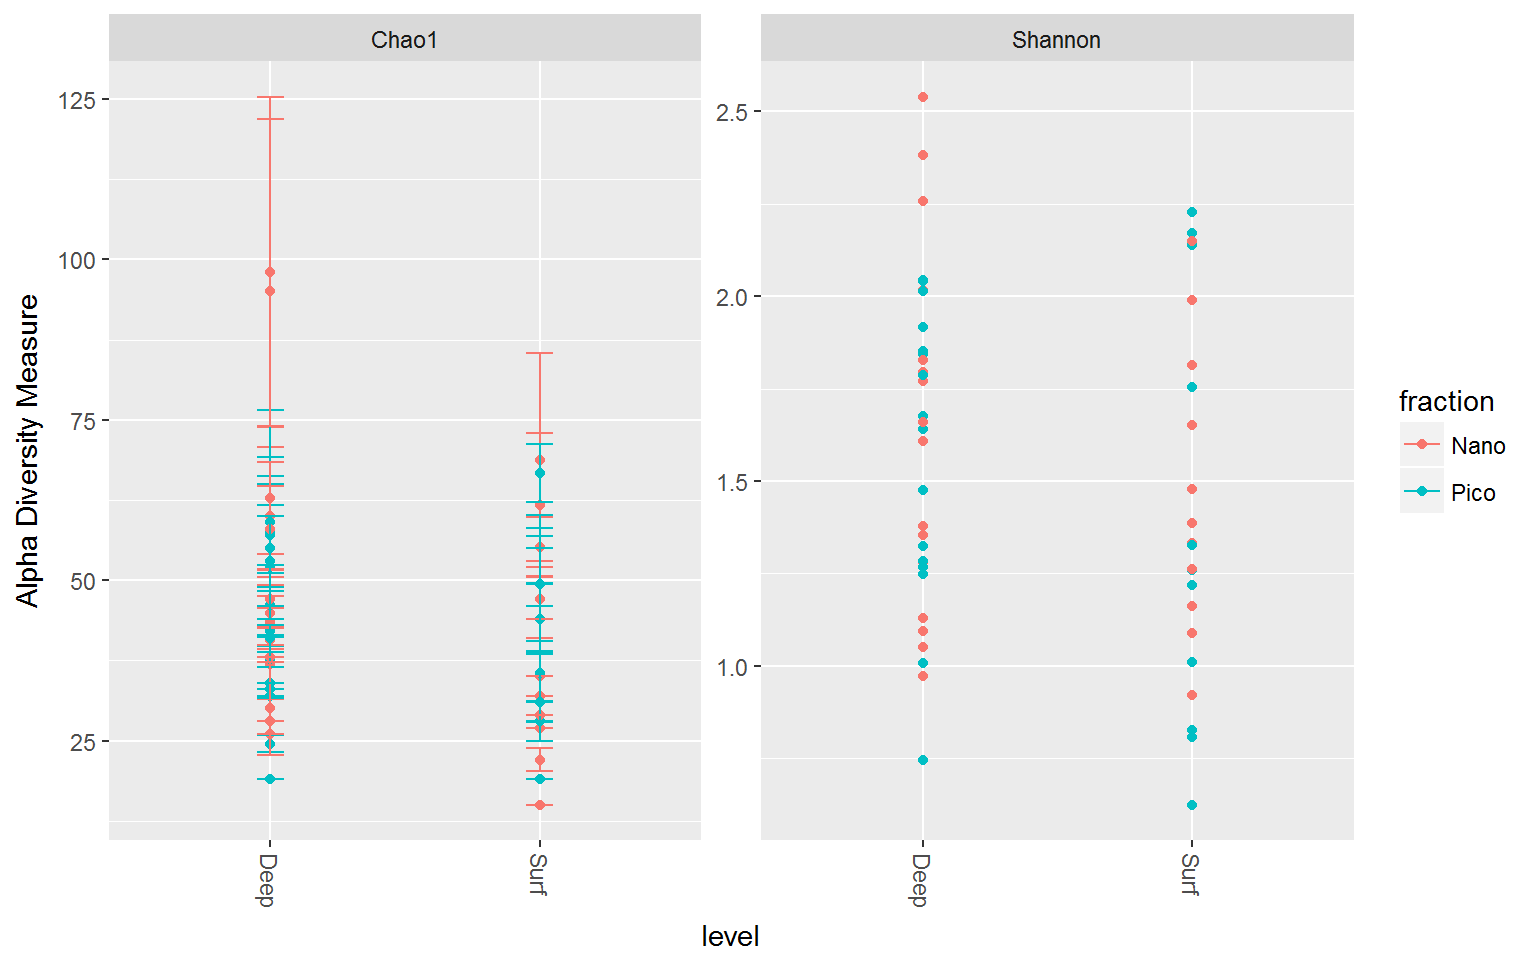 Chao1
Shannon
Alpha Diversity Measure
125
100
75
50
25
2.5
2.0
1.5
1.0
Deep
Surf
Deep
Surf
level
fraction
Nano
Pico